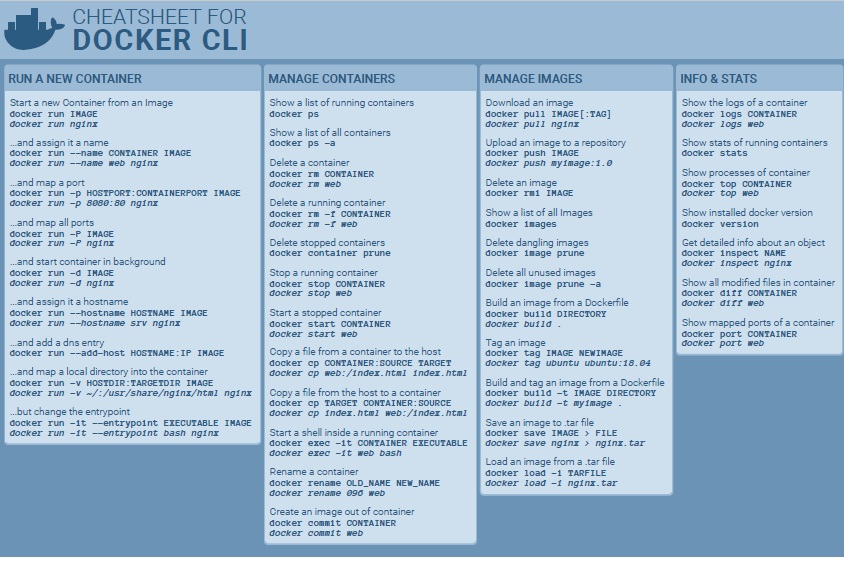 CHEATSHEET FOR
DOCKER CLI
RUN A NEW CONTAINER
Start a new Container from an Image
docker run IMAGE
docker run nginx
...and assign it a name
docker run --name CONTAINER IMAGE
docker run --name web nginx
...and map a port
docker run -p HOSTPORT:CONTAINERPORT IMAGE
docker run -p 8080:80 nginx
...and map all ports
docker run -P IMAGE
docker run -P nginx
...and start container in background
docker run -d IMAGE
docker run -d nginx
...and assign it a hostname
docker run --hostname HOSTNAME IMAGE
docker run --hostname srv nginx
...and add a dns entry
docker run --add-host HOSTNAME:IP IMAGE
...and map a local directory into the container
docker run -v HOSTDIR:TARGETDIR IMAGE
docker run -v ~/:/usr/share/nginx/html nginx
...but change the entrypoint
docker run -it --entrypoint EXECUTABLE IMAGE
docker run -it --entrypoint bash nginx
MANAGE CONTAINERS
Show a list of running containers
docker ps
Show a list of all containers
docker ps -a
Delete a container
docker rm CONTAINER
docker rm web
Delete a running container
docker rm -f CONTAINER
docker rm -f web
Delete stopped containers
docker container prune
Stop a running container
docker stop CONTAINER
docker stop web
Start a stopped container
docker start CONTAINER
docker start web
Copy a file from a container to the host
docker cp CONTAINER:SOURCE TARGET
docker cp web:/index.html index.html
Copy a file from the host to a container
docker cp TARGET CONTAINER:SOURCE
docker cp index.html web:/index.html
Start a shell inside a running container
docker exec -it CONTAINER EXECUTABLE
docker exec -it web bash
Rename a container
docker rename OLD_NAME NEW_NAME
docker rename 096 web
Create an image out of container
docker commit CONTAINER
docker commit web
MANAGE IMAGES
Download an image
docker pull IMAGE[:TAG]
docker pull nginx
Upload an image to a repository
docker push IMAGE
docker push myimage:1.0
Delete an image
docker rmi IMAGE
Show a list of all Images
docker images
Delete dangling images
docker image prune
Delete all unused images
docker image prune -a
Build an image from a Dockerfile
docker build DIRECTORY
docker build .
Tag an image
docker tag IMAGE NEWIMAGE
docker tag ubuntu ubuntu:18.04
Build and tag an image from a Dockerfile
docker build -t IMAGE DIRECTORY
docker build -t myimage .
Save an image to .tar file
docker save IMAGE > FILE
docker save nginx > nginx.tar
Load an image from a .tar file
docker load -i TARFILE
docker load -i nginx.tar
INFO & STATS
Show the logs of a container
docker logs CONTAINER
docker logs web
Show stats of running containers
docker stats
Show processes of container
docker top CONTAINER
docker top web
Show installed docker version
docker version
Get detailed info about an object
docker inspect NAME
docker inspect nginx
Show all modified files in container
docker diff CONTAINER
docker diff web
Show mapped ports of a container
docker port CONTAINER
docker port web